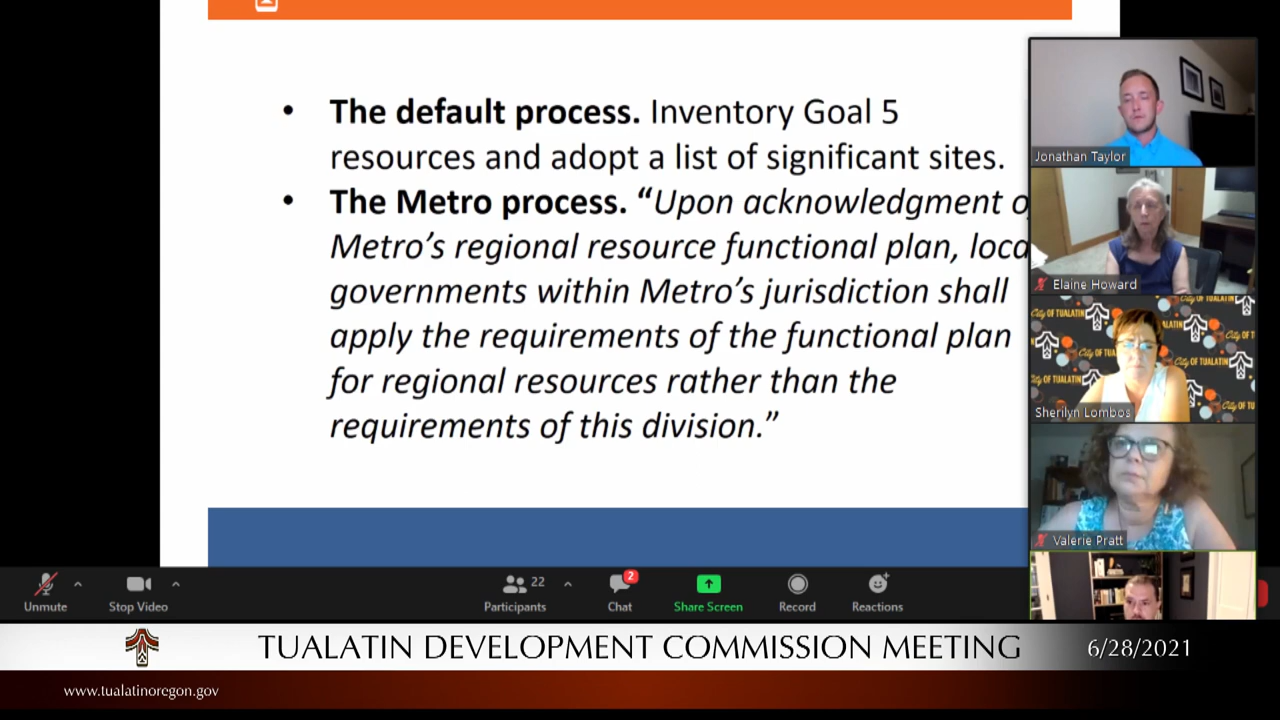 • The default process. Inventory Goal 5
resources and adopt a list of significant sites.
• The Metro process. “Upon acknowledgment o
Metro’s regional resource functional plan, loca
governments within Metro’s jurisdiction shall
apply the requirements of the functional plan
for regional resources rather than the
requirements of this division.”
Jonathan Taylor
Elaine Howard
City of TUALATIN
Sherilyn Lombos
Valerie Pratt
Unmute
Stop Video
22
Participants
2
Chat
Share Screen
Record
Reactions
TUALATIN DEVELOPMENT COMMISSION MEETING
6/28/2021
www.tualatinoregon.gov